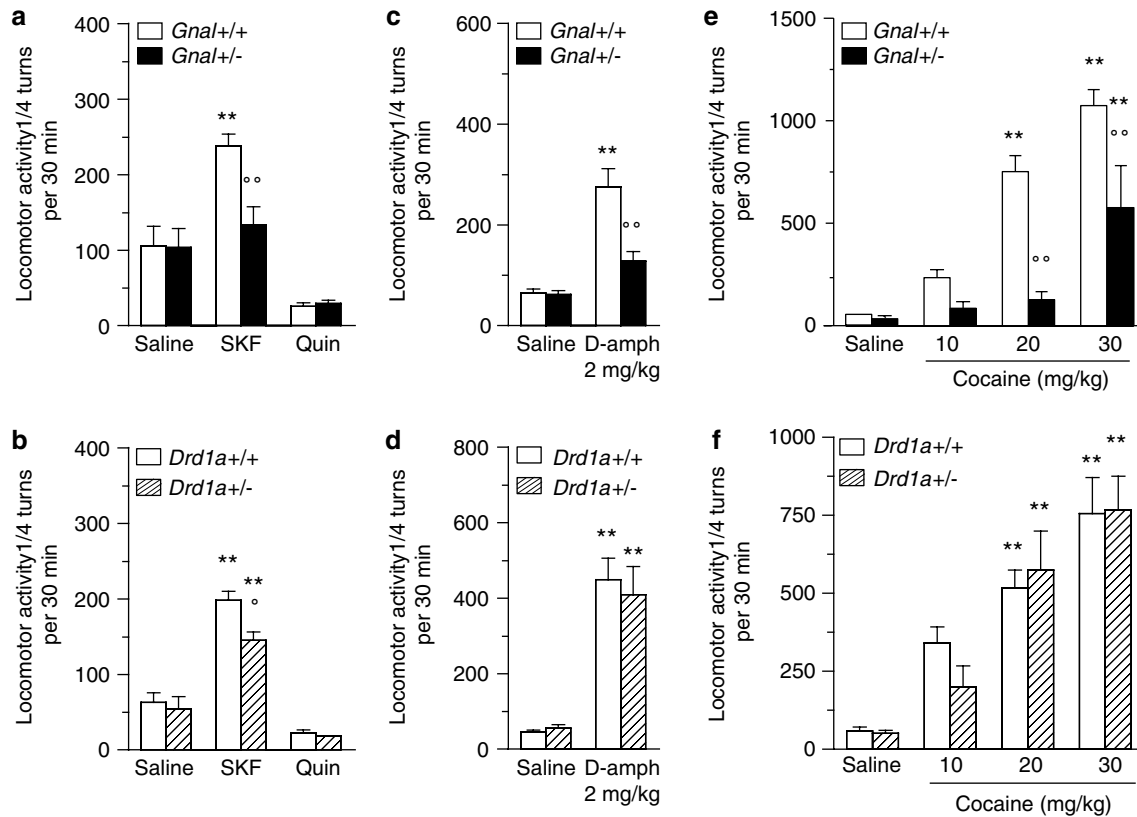 a
Locomotor activity1/4 turns
per 30 min
400
300
200
100
0
Gnal+/+
Gnal+/-
**
°°
Saline SKF Quin
c
Locomotor activity1/4 turns
per 30 min
600
400
200
0
Gnal+/+
Gnal+/-
**
°°
Saline D-amph
2 mg/kg
e
Locomotor activity1/4 turns
per 30 min
1500
1000
500
0
Gnal+/+
Gnal+/-
**
°°
**
**
°°
Saline 10 20 30
Cocaine (mg/kg)
b
Locomotor activity1/4 turns
per 30 min
400
300
200
100
0
Drd1a+/+
Drd1a+/-
**
**
°
Saline SKF Quin
d
Locomotor activity1/4 turns
per 30 min
800
600
400
200
0
Drd1a+/+
Drd1a+/-
**
**
Saline D-amph
2 mg/kg
f
Locomotor activity1/4 turns
per 30 min
1000
750
500
250
0
Drd1a+/+
Drd1a+/-
**
**
**
**
Saline 10 20 30
Cocaine (mg/kg)